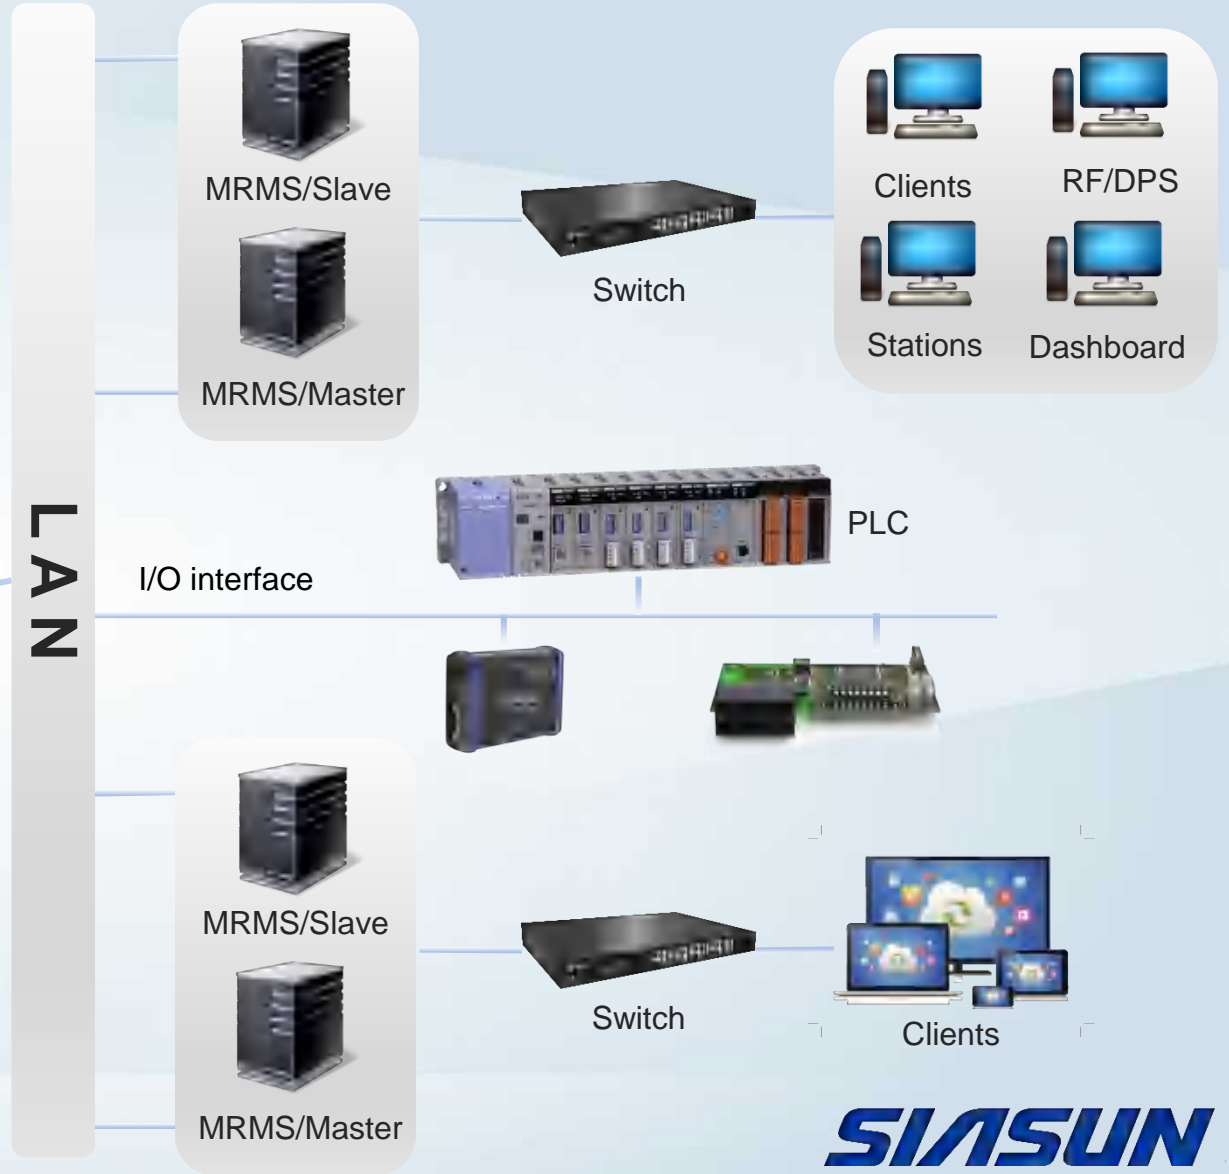 MRMS/Slave
MRMS/Master
Switch
Clients
RF/DPS
Stations
Dashboard
LAN
I/O interface
PLC
MRMS/Slave
MRMS/Master
Switch
Clients
SIASUN